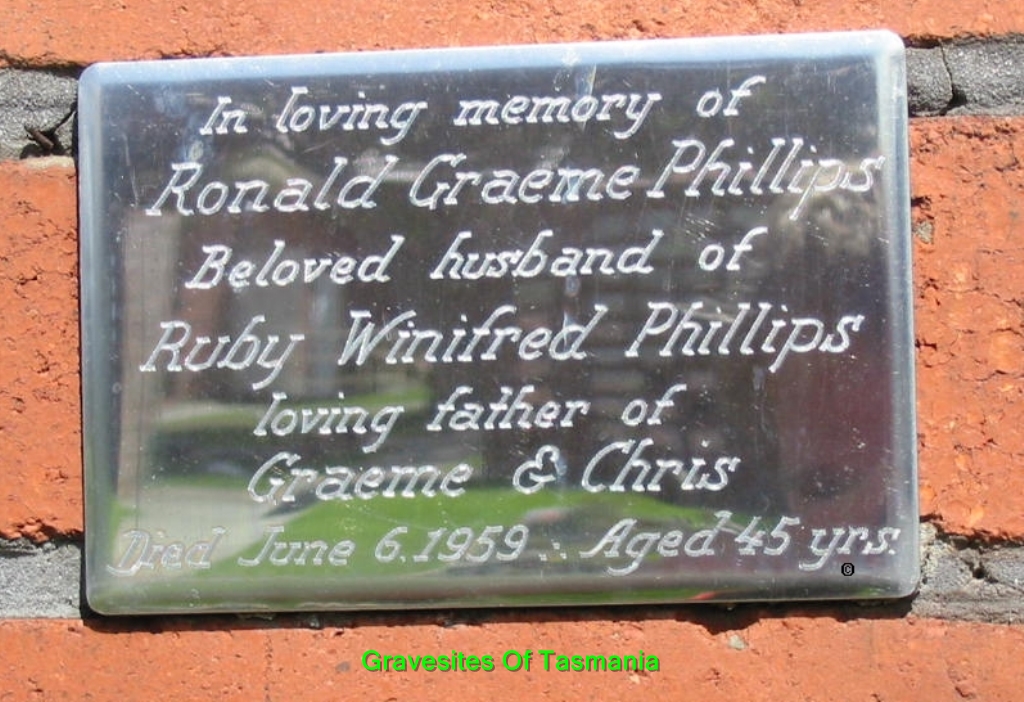 In loving memory of
Ronald Graeme Phillips
Beloved husband of
Ruby Winifred Phillips
loving father of
Graeme & Chris
Died June 6.1959 . Aged 45 yrs.
©
Gravesites Of Tasmania